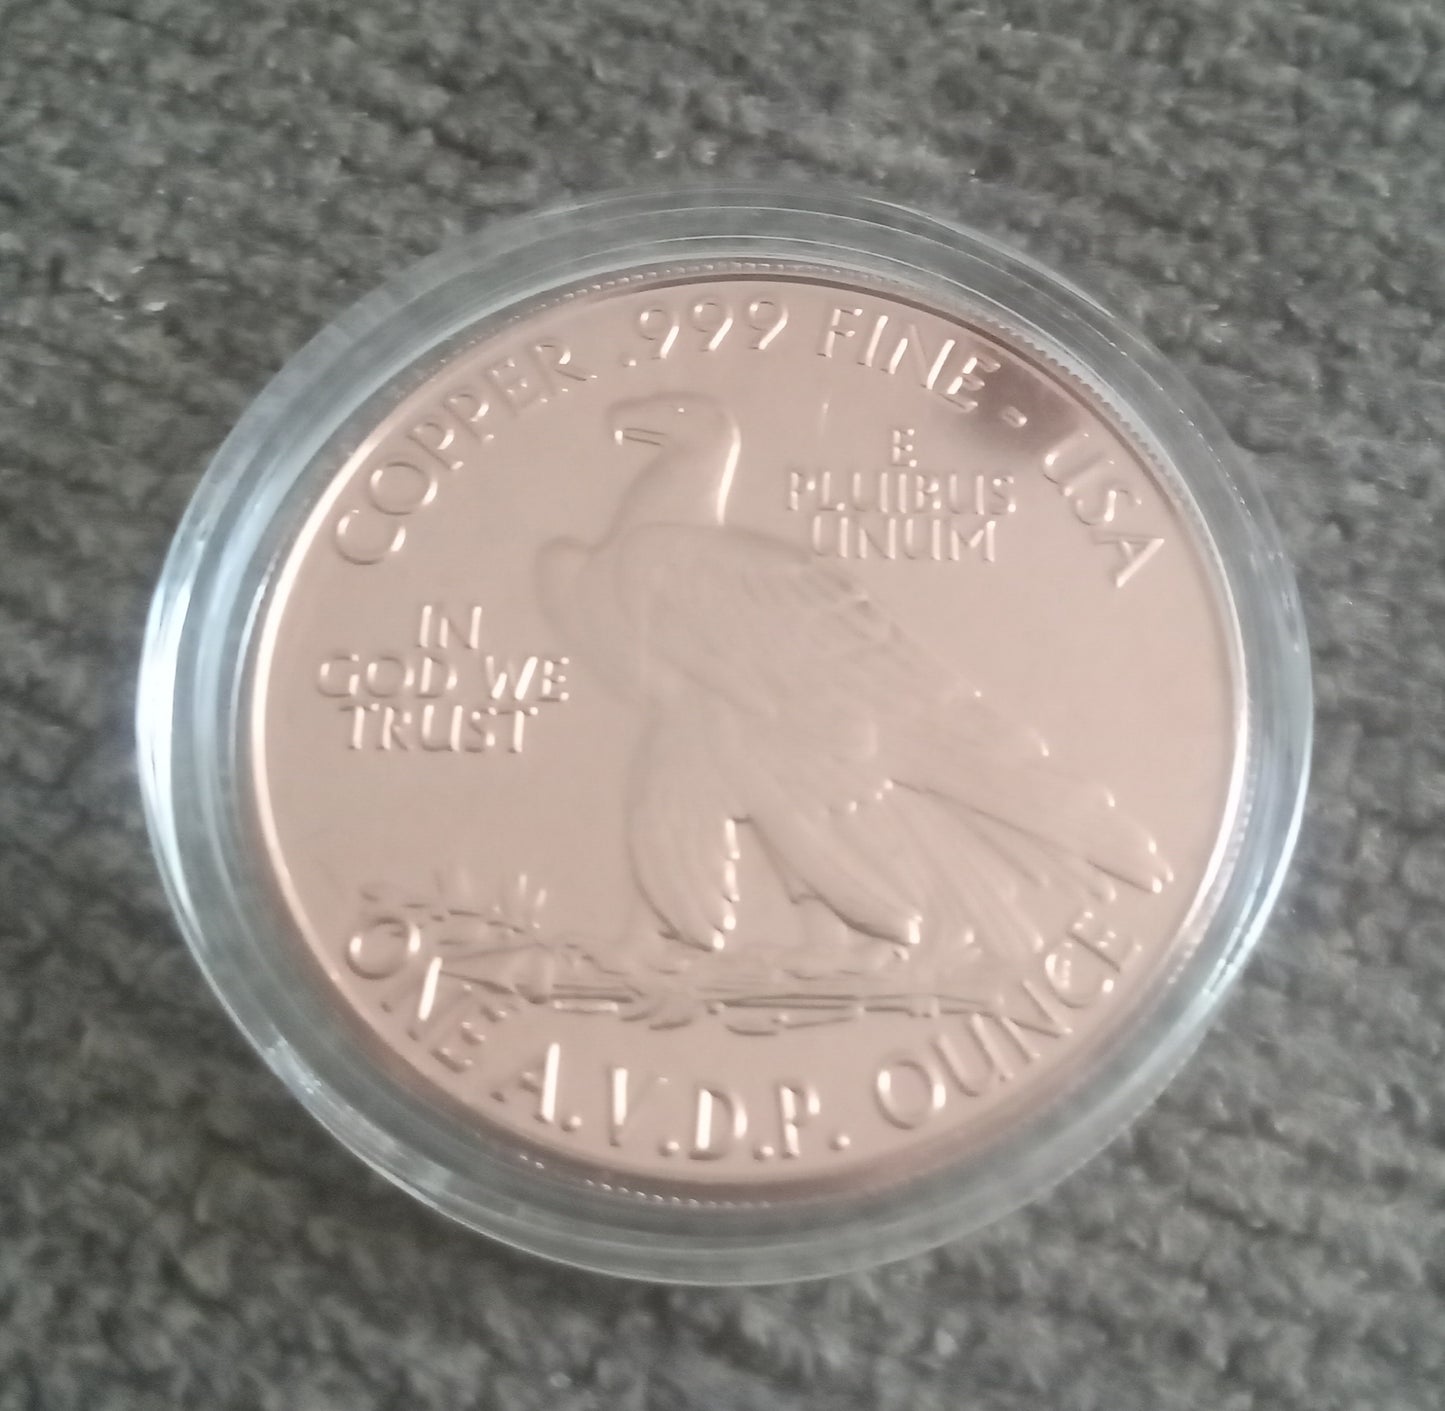 COPPER .999 FINE - USA
E
PLURIBUS
UNUM
IN
GOD WE
TRUST
ONE A.V.D.P. OUNCE